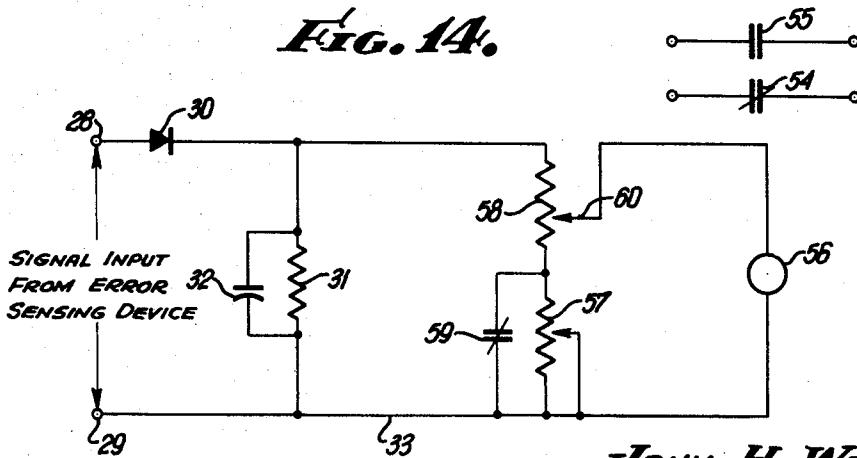 FIG. 14.
55
54
28
30
58
60
56
SIGNAL INPUT
FROM ERROR
SENSING DEVICE
32
31
59
57
29
33
JOHN H.